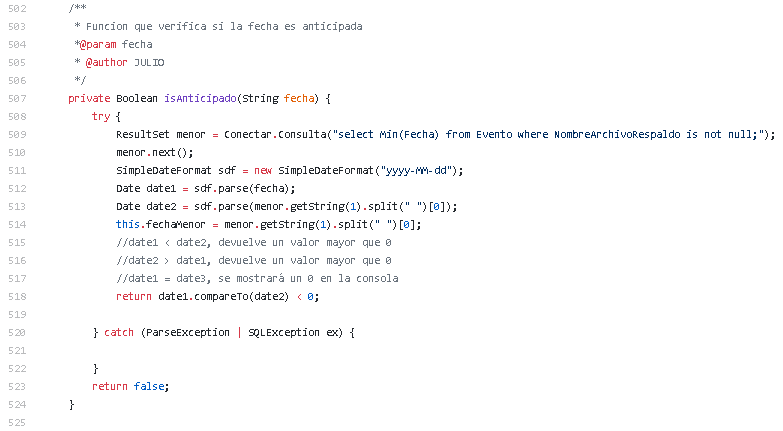 502 /**
503 * Funcion que verifica si la fecha es anticipada
504 *@param fecha
505 * @author JULIO
506 */
507 private Boolean isAnticipado(String fecha) {
508 try {
509 ResultSet menor = Conectar.Consulta("select Min(Fecha) from Evento where NombreArchivoRespaldo is not null;");
510 menor.next();
511 SimpleDateFormat sdf = new SimpleDateFormat("yyyy-MM-dd");
512 Date date1 = sdf.parse(fecha);
513 Date date2 = sdf.parse(menor.getString(1).split(" ")[0]);
514 this.fechaMenor = menor.getString(1).split(" ")[0];
515 //date1 < date2, devuelve un valor mayor que 0
516 //date2 > date1, devuelve un valor mayor que 0
517 //date1 = date3, se mostrará un 0 en la consola
518 return date1.compareTo(date2) < 0;
519
520 } catch (ParseException | SQLException ex) {
521
522 }
523 return false;
524 }
525